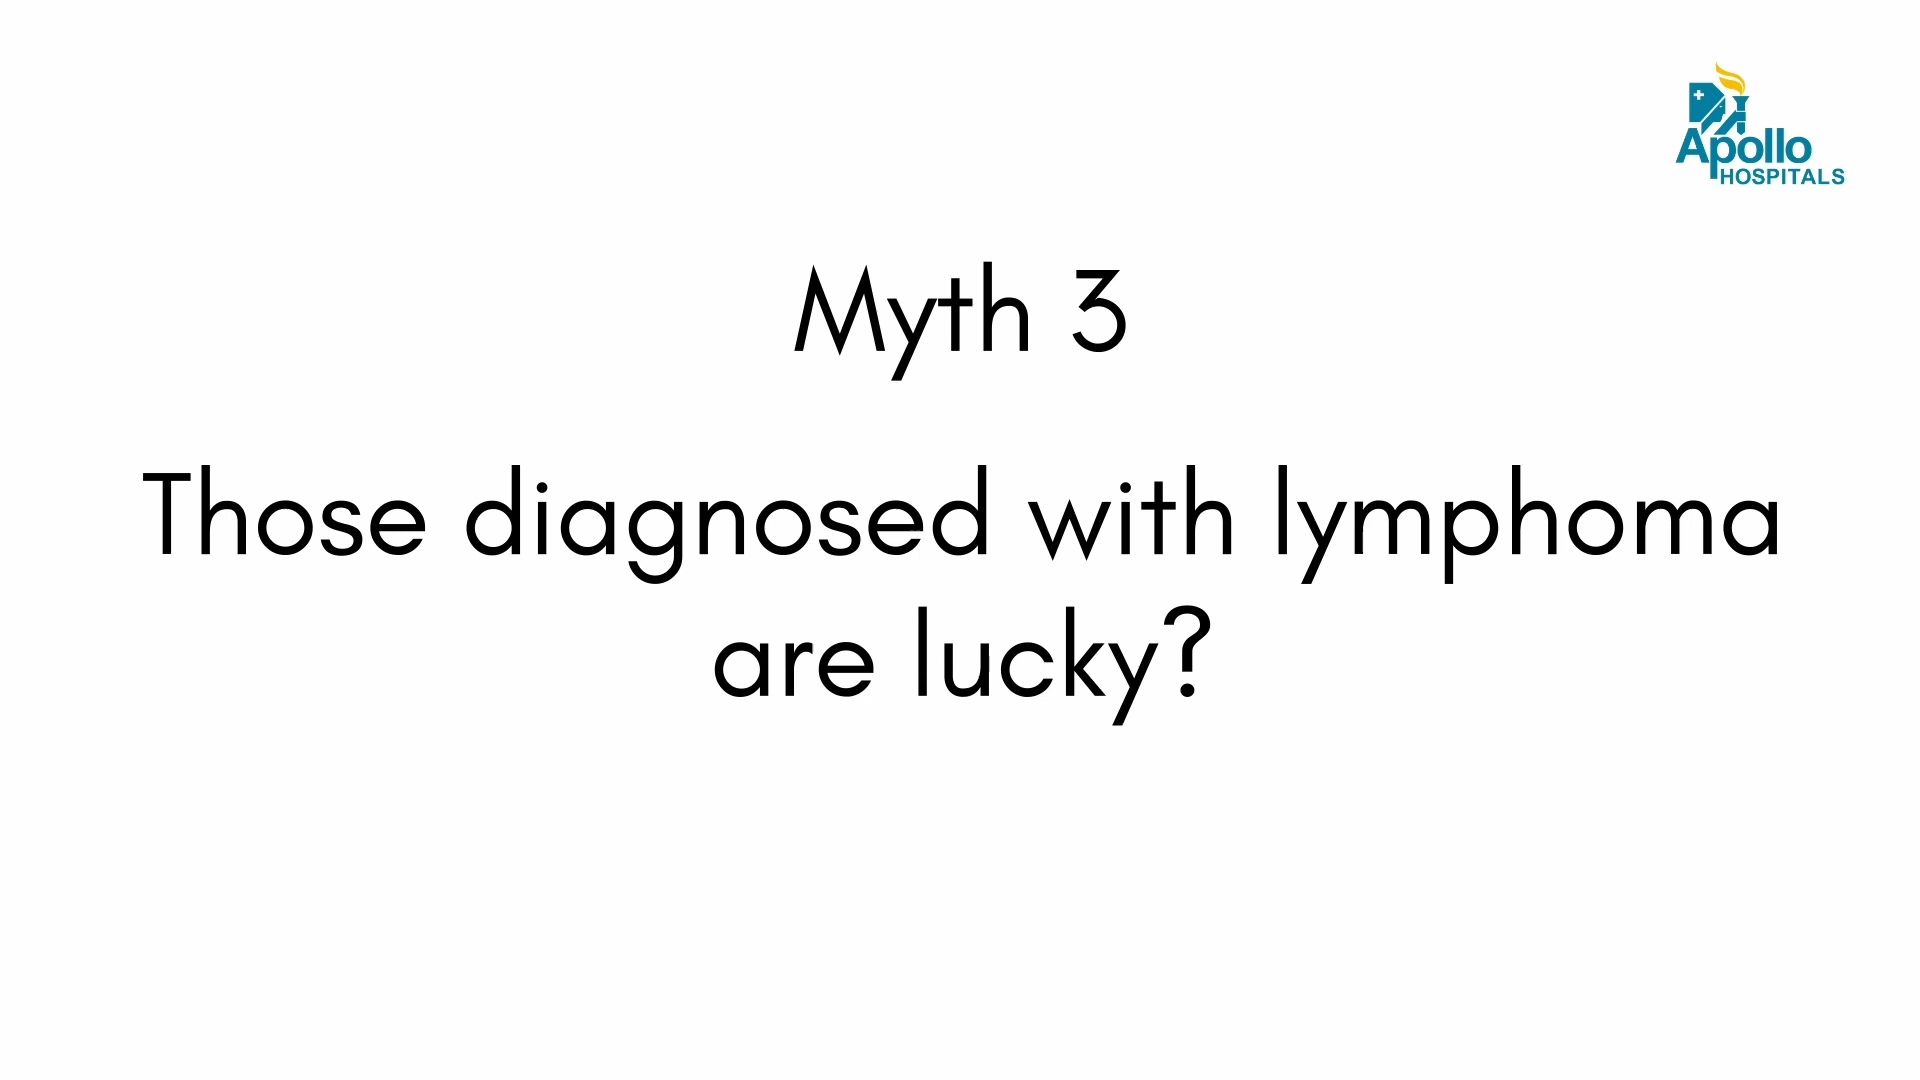 Apollo
HOSPITALS
Myth 3
Those diagnosed with lymphoma
are lucky?